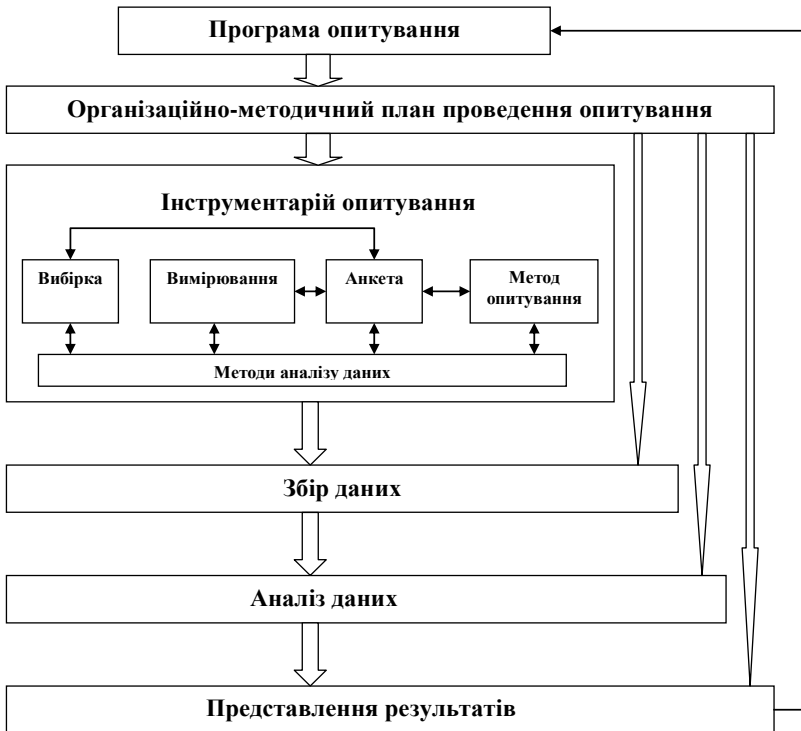 Програма опитування
Організаційно-методичний план проведення опитування
Інструментарій опитування
Вибірка
Вимірювання
Анкета
Метод
опитування
Методи аналізу даних
Збір даних
Аналіз даних
Представлення результатів